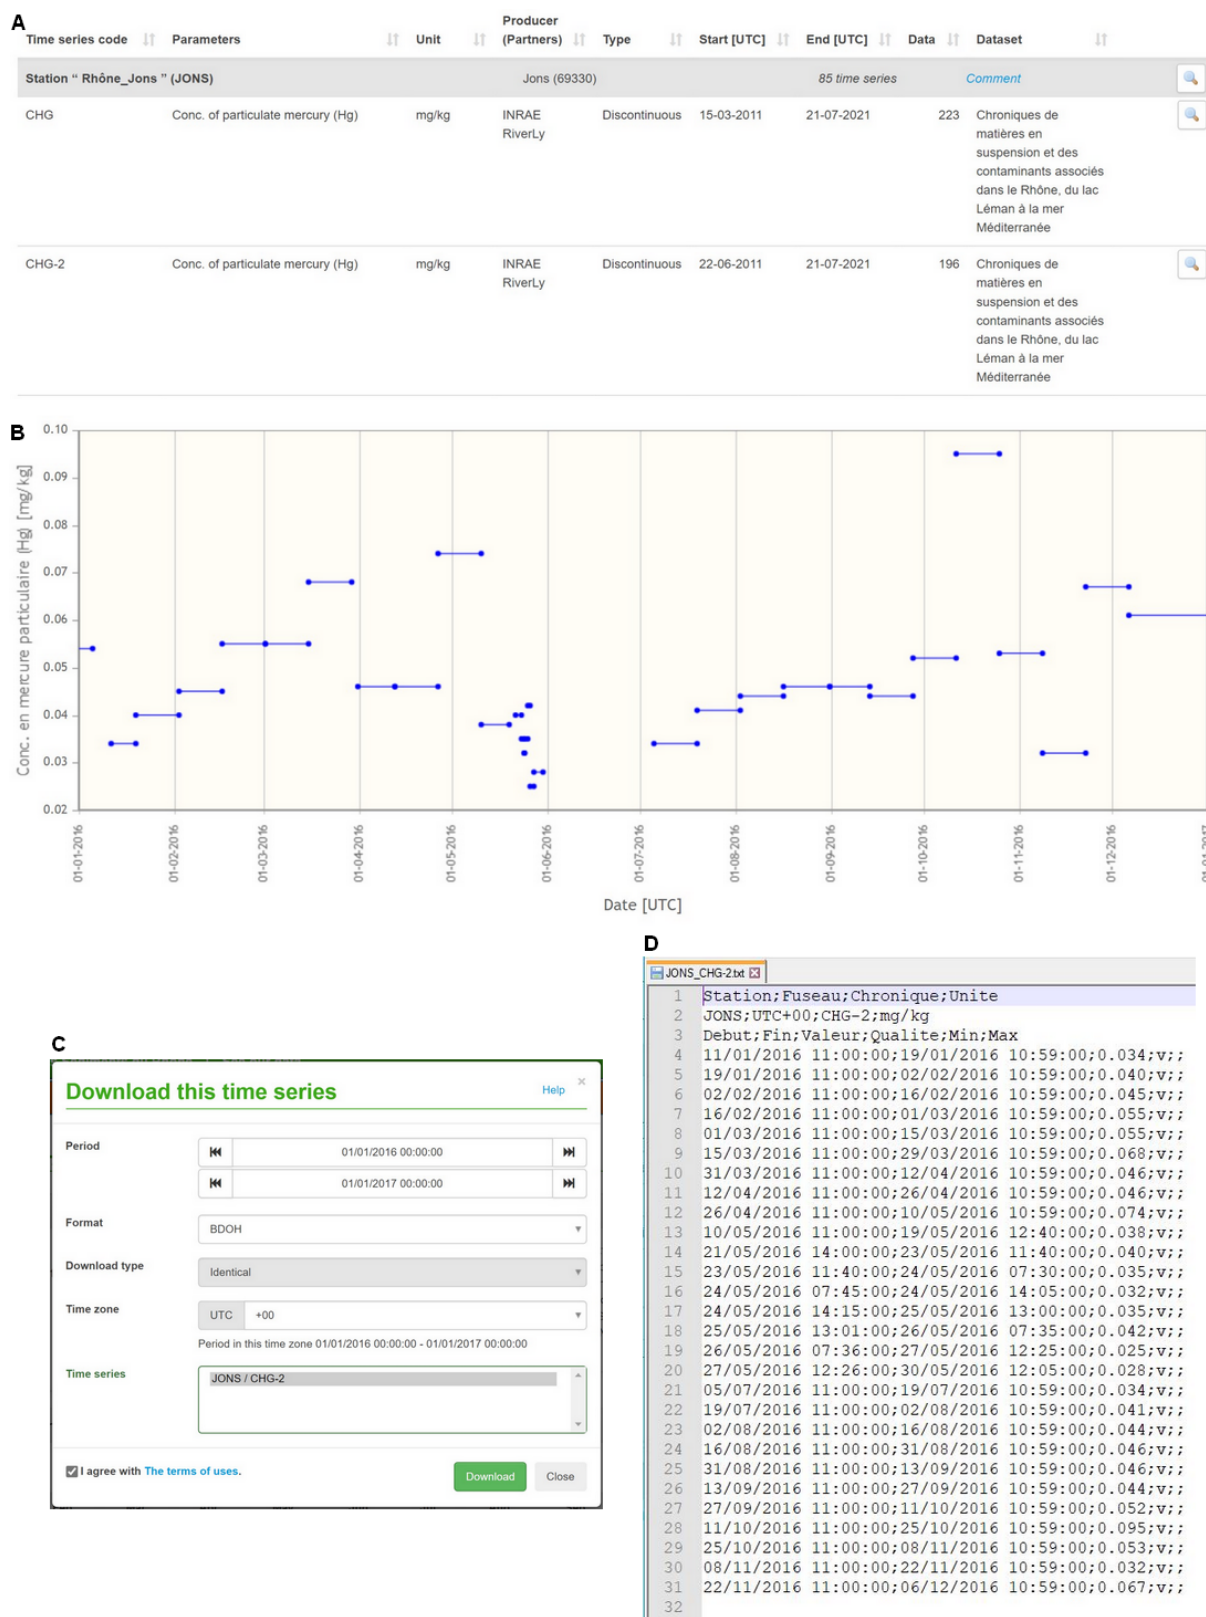 A
Time series code Parameters Unit Producer (Partners) Type Start [UTC] End [UTC] Data Dataset
Station “ Rhône_Jons ” (JONS) Jons (69330) 85 time series Comment
CHG Conc. of particulate mercury (Hg) mg/kg INRAE Discontinuous 15-03-2011 21-07-2021 223 Chroniques de
RiverLy matières en
suspension et des
contaminants associés
dans le Rhône, du lac
Léman à la mer
Méditerranée
CHG-2 Conc. of particulate mercury (Hg) mg/kg INRAE Discontinuous 22-06-2011 21-07-2021 196 Chroniques de
RiverLy matières en
suspension et des
contaminants associés
dans le Rhône, du lac
Léman à la mer
Méditerranée
B
Conc. en mercure particulaire (Hg) [mg/kg]
0.10
0.09
0.08
0.07
0.06
0.05
0.04
0.03
0.02
01-01-2016 01-02-2016 01-03-2016 01-04-2016 01-05-2016 01-06-2016 01-07-2016 01-08-2016 01-09-2016 01-10-2016 01-11-2016 01-12-2016
Date [UTC]
C
Download this time series Help ×
Period 01/01/2016 00:00:00
01/01/2017 00:00:00
Format BDOH
Download type Identical
Time zone UTC +00
Period in this time zone 01/01/2016 00:00:00 - 01/01/2017 00:00:00
Time series JONS / CHG-2
I agree with The terms of uses.
Download Close
D
JONS_CHG-2.txt
1 Station;Fuseau;Chronique;Unite
2 JONS;UTC+00;CHG-2;mg/kg
3 Debut;Fin;Valeur;Qualite;Min;Max
4 11/01/2016 11:00:00;19/01/2016 10:59:00;0.034;v;;
5 19/01/2016 11:00:00;02/02/2016 10:59:00;0.040;v;;
6 02/02/2016 11:00:00;16/02/2016 10:59:00;0.045;v;;
7 16/02/2016 11:00:00;01/03/2016 10:59:00;0.055;v;;
8 01/03/2016 11:00:00;15/03/2016 10:59:00;0.055;v;;
9 15/03/2016 11:00:00;29/03/2016 10:59:00;0.068;v;;
10 31/03/2016 11:00:00;12/04/2016 10:59:00;0.046;v;;
11 12/04/2016 11:00:00;26/04/2016 10:59:00;0.046;v;;
12 26/04/2016 11:00:00;10/05/2016 10:59:00;0.074;v;;
13 10/05/2016 11:00:00;19/05/2016 12:40:00;0.038;v;;
14 21/05/2016 14:00:00;23/05/2016 11:40:00;0.040;v;;
15 23/05/2016 11:40:00;24/05/2016 07:30:00;0.035;v;;
16 24/05/2016 07:45:00;24/05/2016 14:05:00;0.032;v;;
17 24/05/2016 14:15:00;25/05/2016 13:00:00;0.035;v;;
18 25/05/2016 13:01:00;26/05/2016 07:35:00;0.042;v;;
19 26/05/2016 07:36:00;27/05/2016 12:25:00;0.025;v;;
20 27/05/2016 12:26:00;30/05/2016 12:05:00;0.028;v;;
21 05/07/2016 11:00:00;19/07/2016 10:59:00;0.034;v;;
22 19/07/2016 11:00:00;02/08/2016 10:59:00;0.041;v;;
23 02/08/2016 11:00:00;16/08/2016 10:59:00;0.044;v;;
24 16/08/2016 11:00:00;31/08/2016 10:59:00;0.046;v;;
25 31/08/2016 11:00:00;13/09/2016 10:59:00;0.046;v;;
26 13/09/2016 11:00:00;27/09/2016 10:59:00;0.044;v;;
27 27/09/2016 11:00:00;11/10/2016 10:59:00;0.052;v;;
28 11/10/2016 11:00:00;25/10/2016 10:59:00;0.095;v;;
29 25/10/2016 11:00:00;08/11/2016 10:59:00;0.053;v;;
30 08/11/2016 11:00:00;22/11/2016 10:59:00;0.032;v;;
31 22/11/2016 11:00:00;06/12/2016 10:59:00;0.067;v;;
32